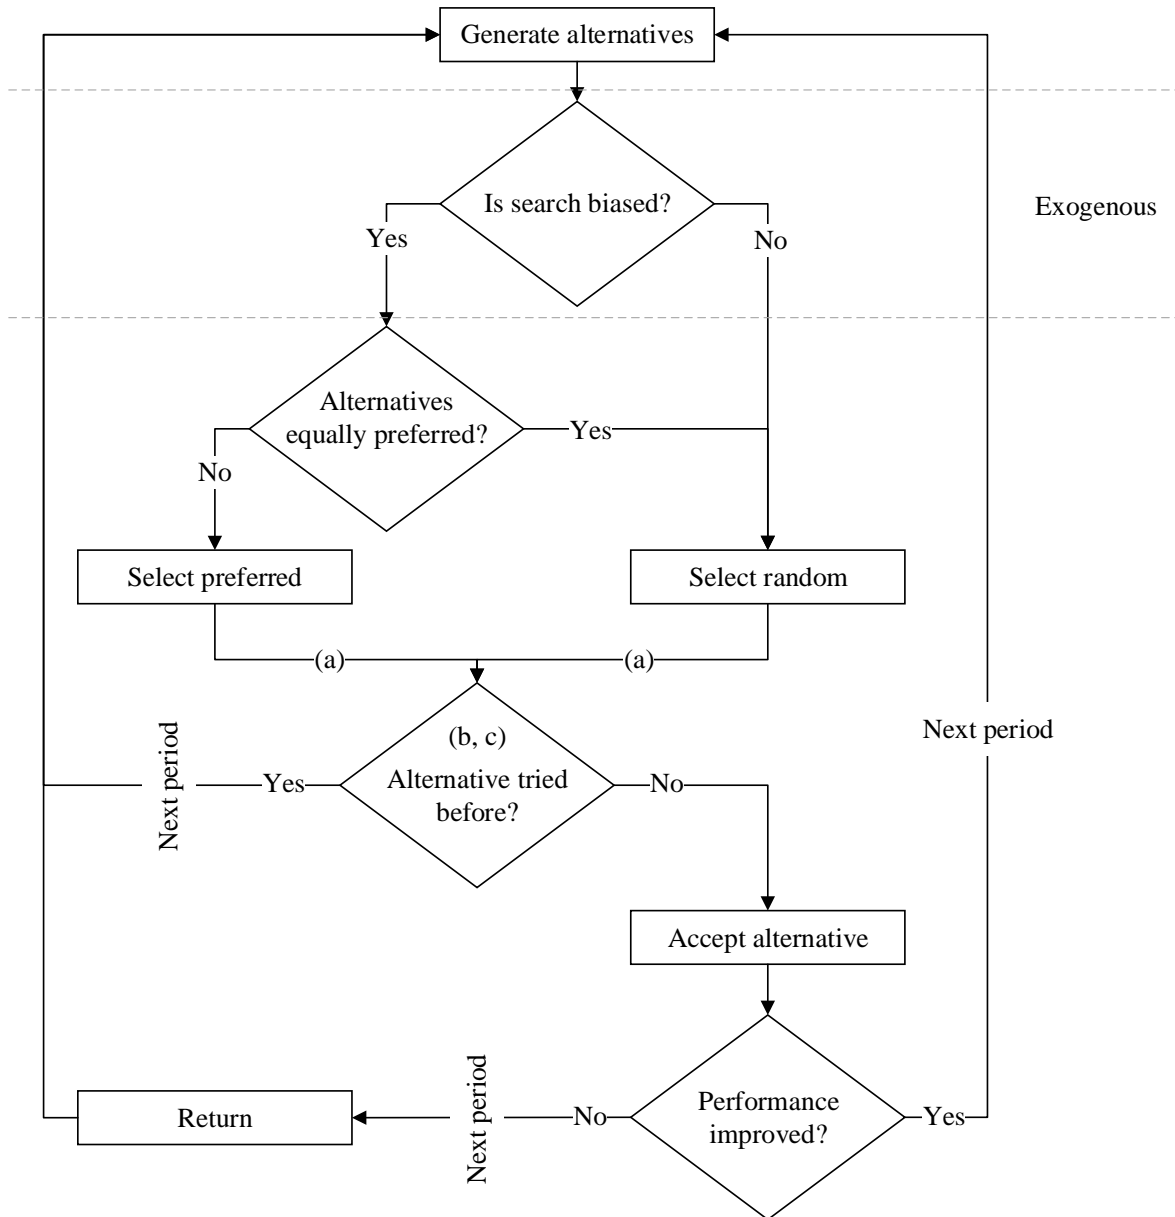 Generate alternatives
Is search biased?
Exogenous
Yes
No
Alternatives
equally preferred?
Yes
No
Select preferred
Select random
(a)
(a)
(b, c)
Alternative tried
before?
Next period
Yes
No
Next period
Accept alternative
Performance
improved?
Return
Next period
No
Yes